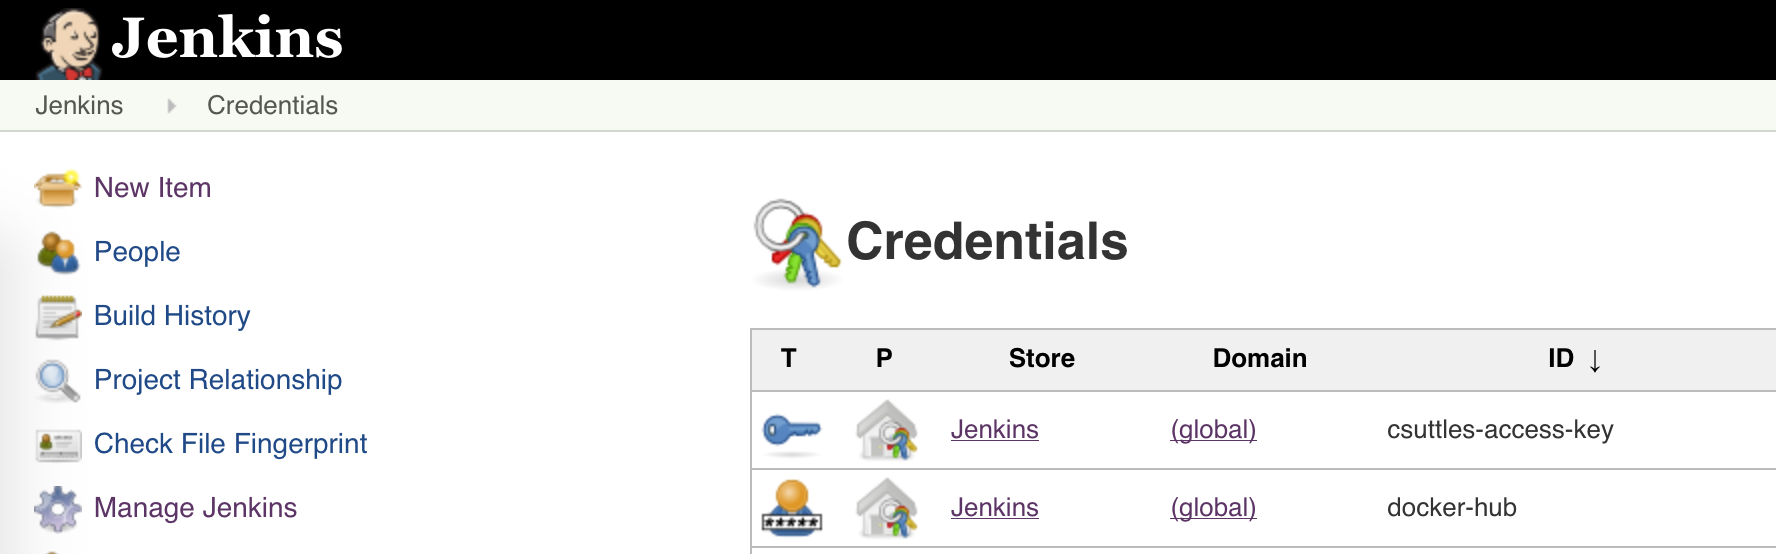 Jenkins
Jenkins Credentials
New Item
People
Build History
Project Relationship
Check File Fingerprint
Manage Jenkins
Credentials
T P Store Domain ID ↓
Jenkins (global) csuttles-access-key
***** Jenkins (global) docker-hub